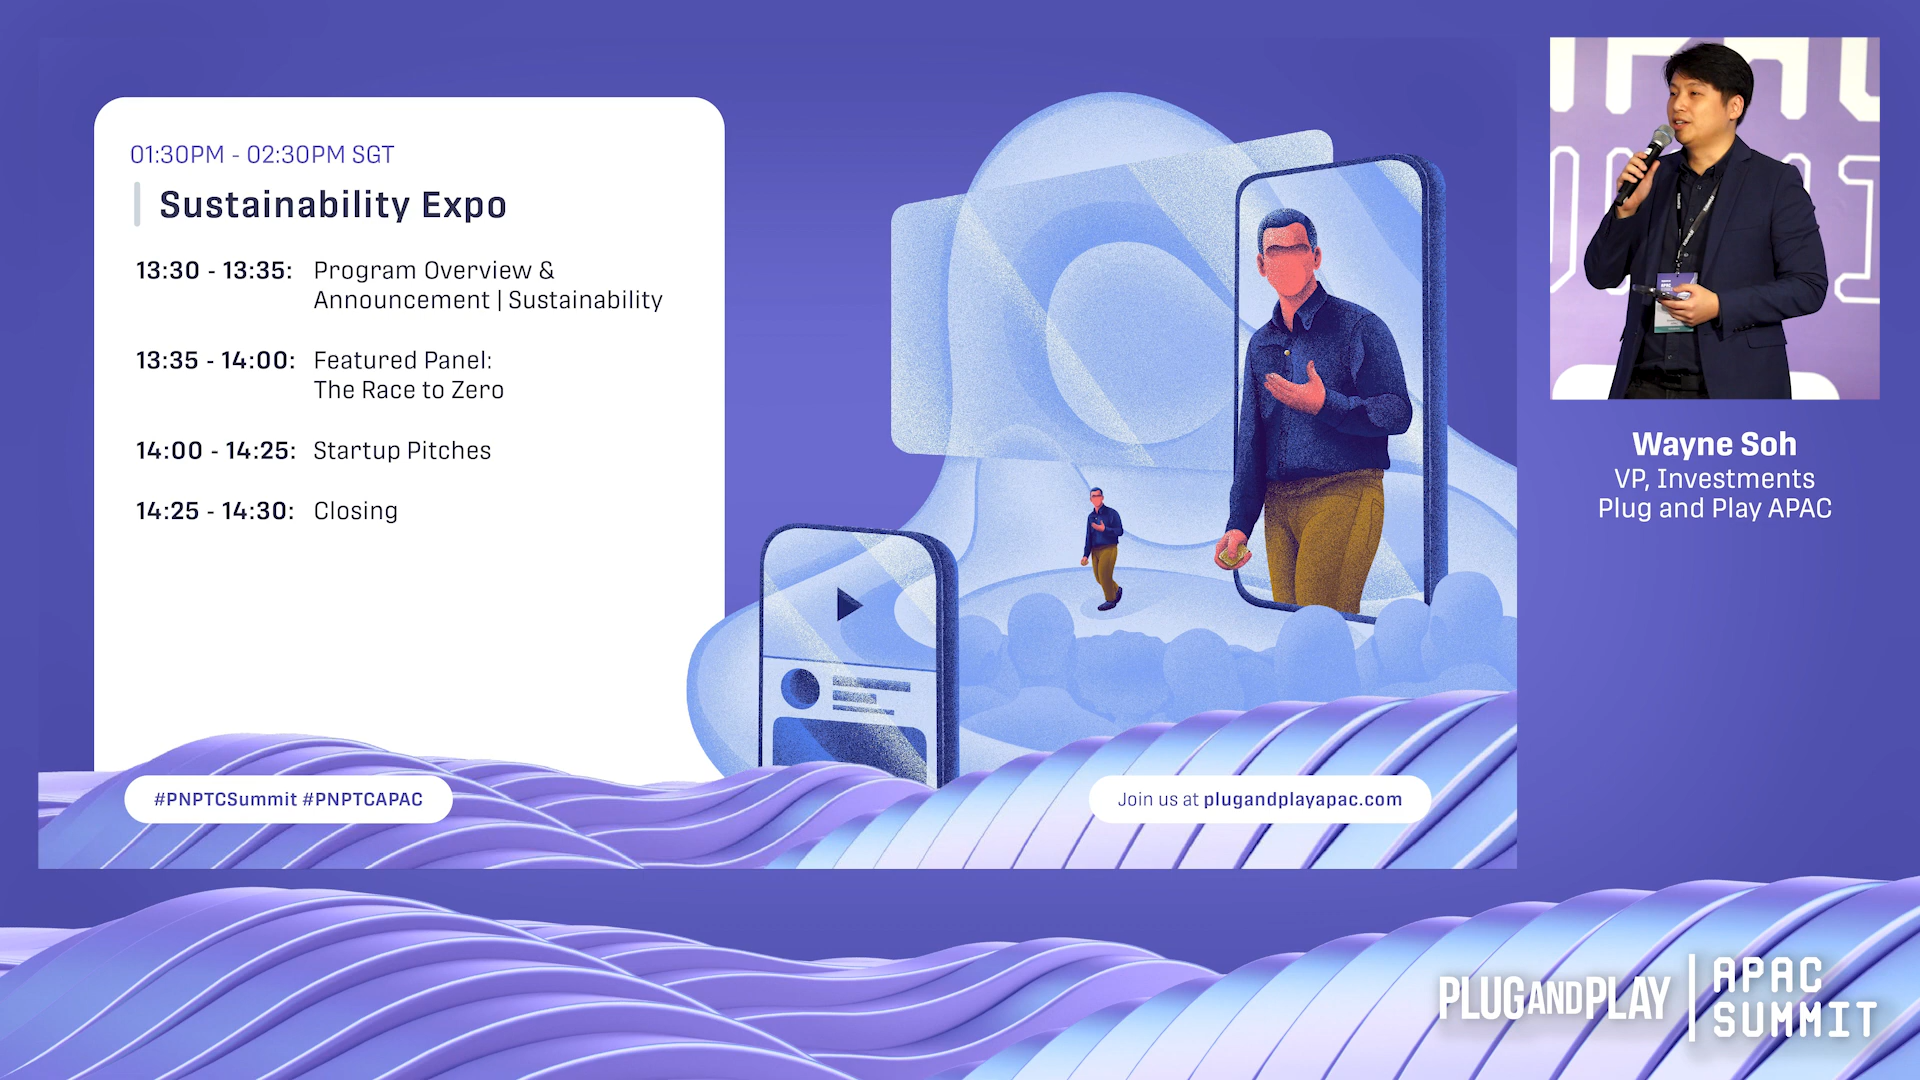 01:30PM - 02:30PM SGT
Sustainability Expo
13:30 - 13:35: Program Overview &
Announcement | Sustainability
13:35 - 14:00: Featured Panel:
The Race to Zero
14:00 - 14:25: Startup Pitches
14:25 - 14:30: Closing
#PNPTCSummit #PNPTCAPAC
Join us at plugandplayapac.com
Wayne Soh
VP, Investments
Plug and Play APAC
PLUGANDPLAY
APAC
SUMMIT